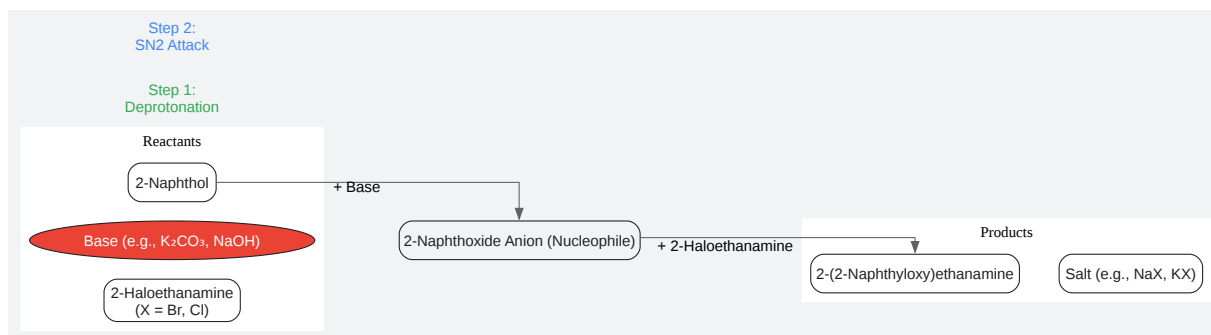 Step 2:
SN2 Attack
Step 1:
Deprotonation
Reactants
2-Naphthol
+ Base
Base (e.g., K₂CO₃, NaOH)
2-Naphthoxide Anion (Nucleophile)
+ 2-Haloethanamine
Products
2-Haloethanamine
(X = Br, Cl)
2-(2-Naphthyloxy)ethanamine
Salt (e.g., NaX, KX)